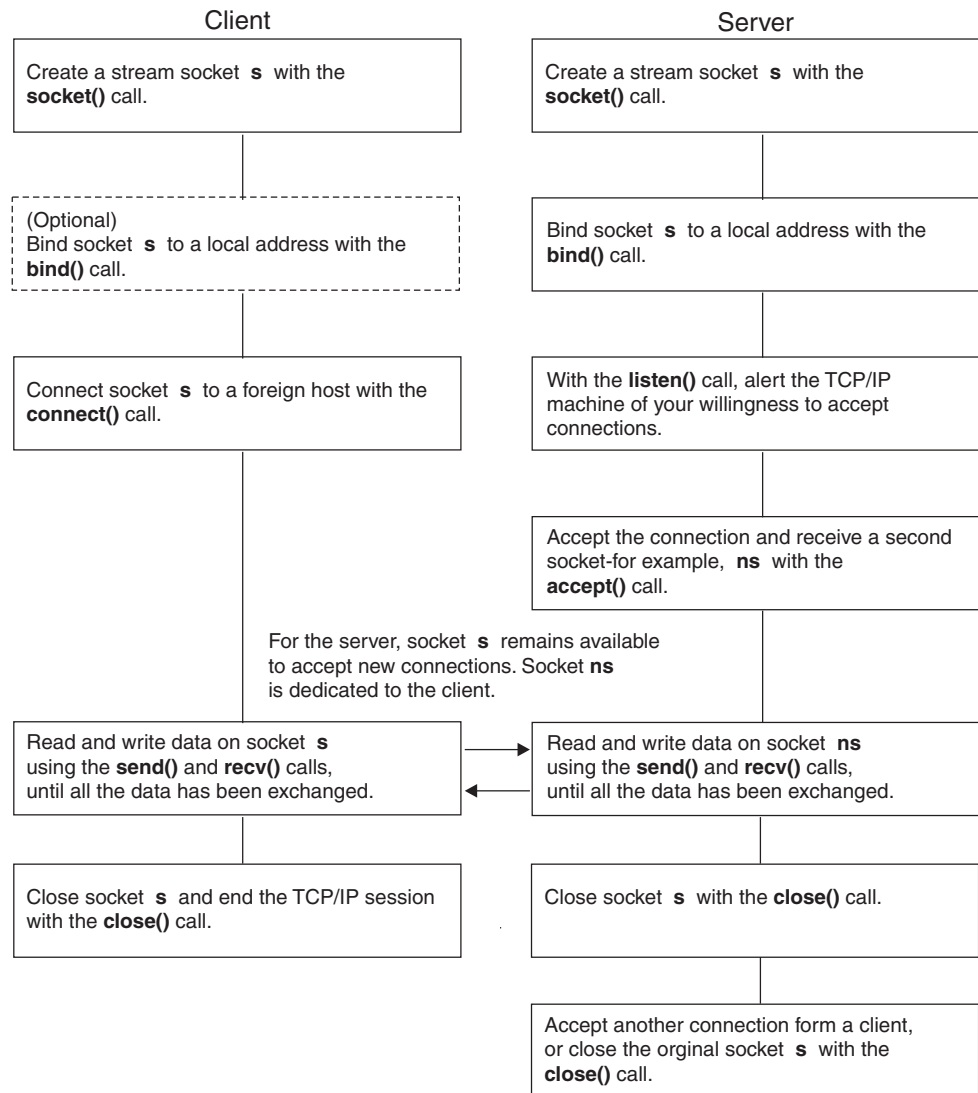 Client
Server
Create a stream socket s with the
socket() call.
Create a stream socket s with the
socket() call.
(Optional)
Bind socket s to a local address with the
bind() call.
Bind socket s to a local address with the
bind() call.
Connect socket s to a foreign host with the
connect() call.
With the listen() call, alert the TCP/IP
machine of your willingness to accept
connections.
Accept the connection and receive a second
socket-for example, ns with the
accept() call.
For the server, socket s remains available
to accept new connections. Socket ns
is dedicated to the client.
Read and write data on socket s
using the send() and recv() calls,
until all the data has been exchanged.
Read and write data on socket ns
using the send() and recv() calls,
until all the data has been exchanged.
Close socket s and end the TCP/IP session
with the close() call.
Close socket s with the close() call.
Accept another connection form a client,
or close the orginal socket s with the
close() call.